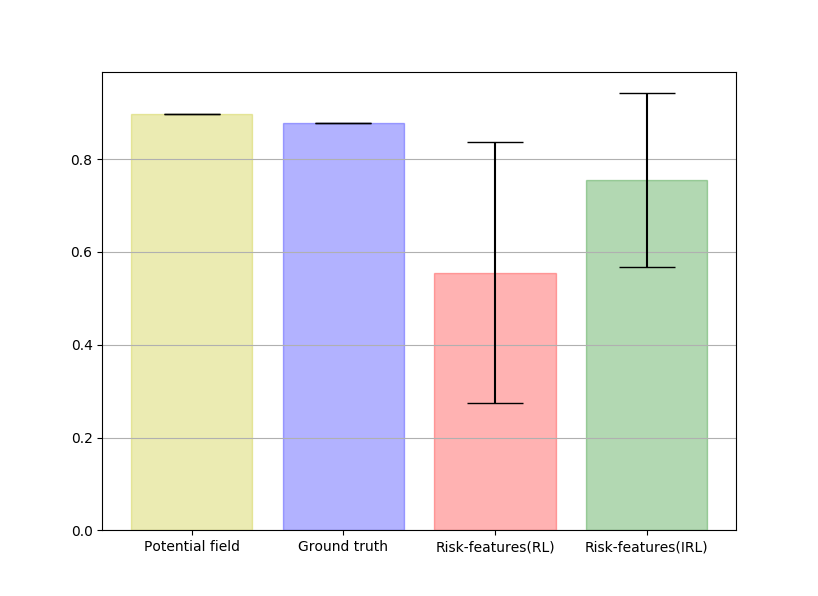 0.8
0.6
0.4
0.2
0.0
Potential field
Ground truth
Risk-features(RL)
Risk-features(IRL)